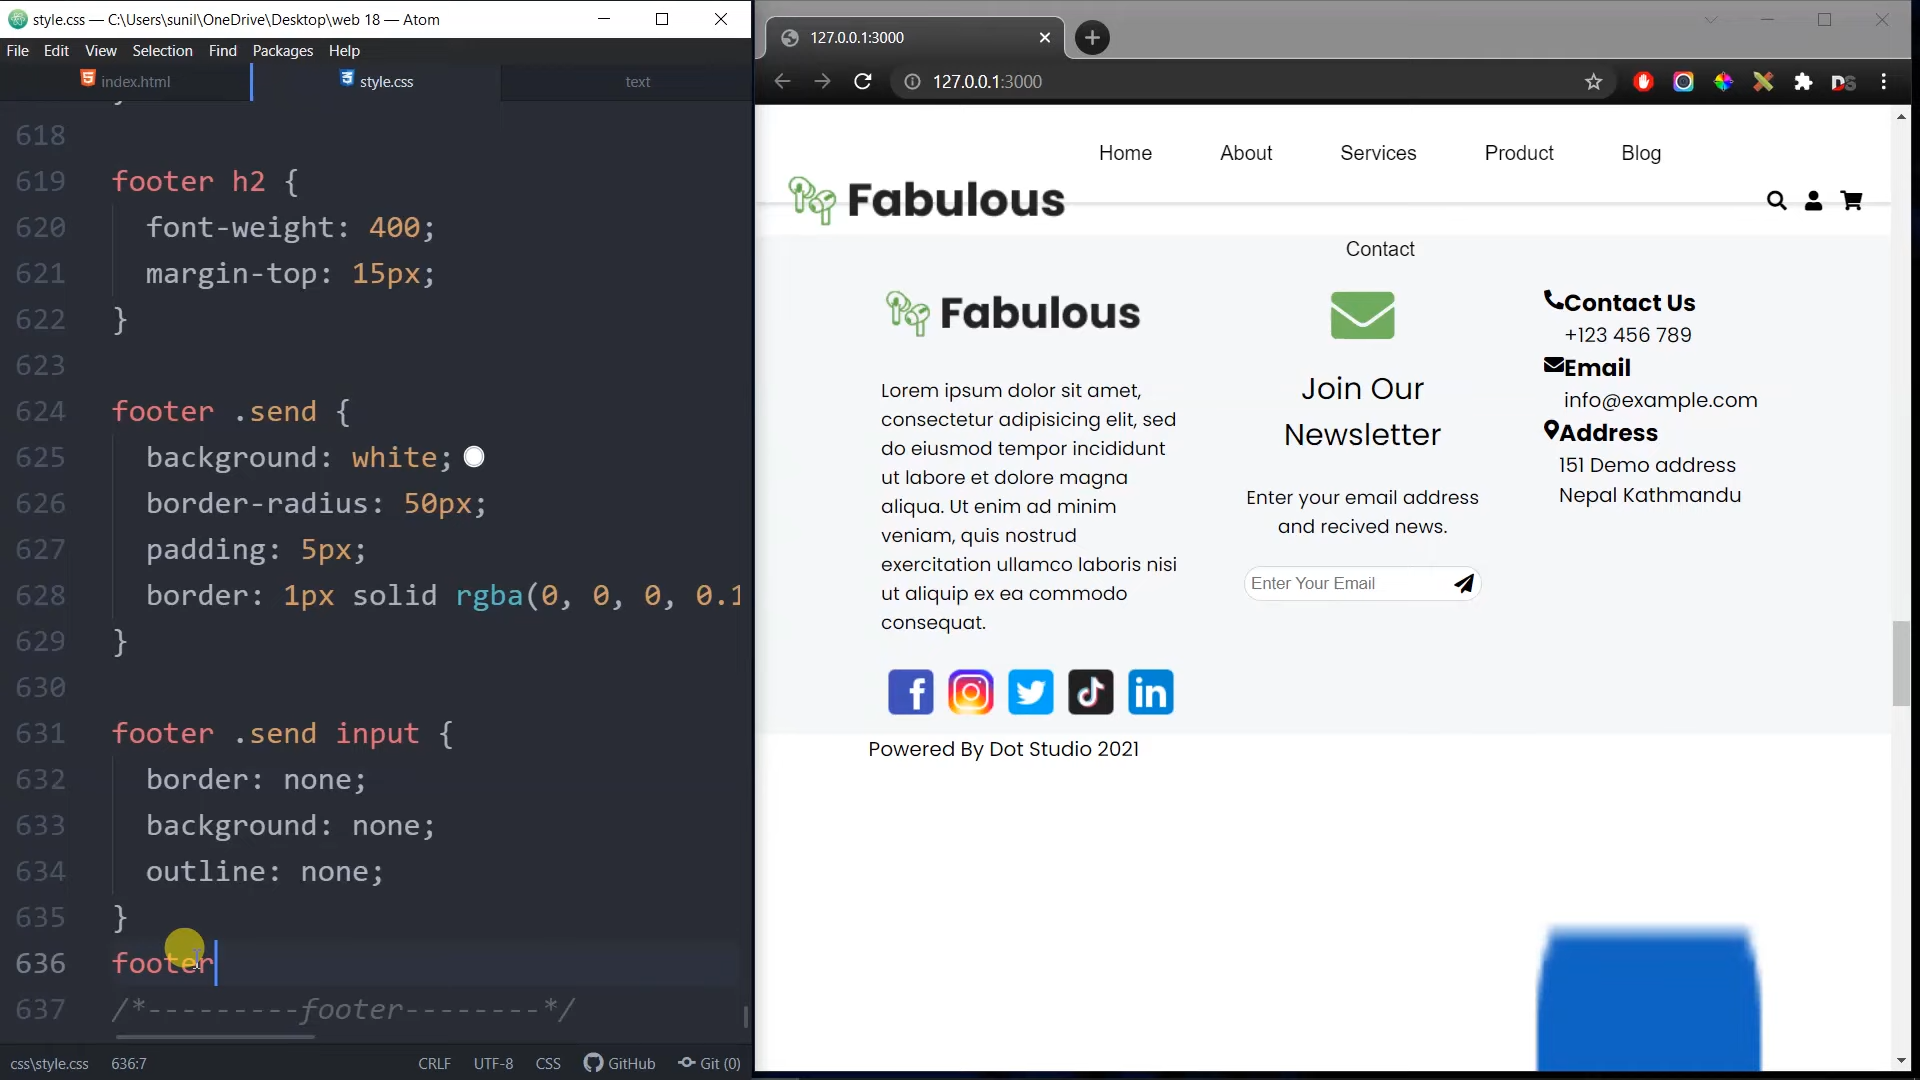 style.css — C:\Users\sunil\OneDrive\Desktop\web 18 — Atom
File Edit View Selection Find Packages Help
index.html style.css text
}
618
619 footer h2 {
620 font-weight: 400;
621 margin-top: 15px;
622 }
623
624 footer .send {
625 background: white;
626 border-radius: 50px;
627 padding: 5px;
628 border: 1px solid rgba(0, 0, 0, 0.1
629 }
630
631 footer .send input {
632 border: none;
633 background: none;
634 outline: none;
635 }
636 footer
637 /*---------footer--------*/
css\style.css 636:7 CRLF UTF-8 CSS GitHub Git (0)
127.0.0.1:3000
127.0.0.1:3000
DS
Home About Services Product Blog
Fabulous
Contact
Fabulous
Lorem ipsum dolor sit amet,
consectetur adipisicing elit, sed
do eiusmod tempor incididunt
ut labore et dolore magna
aliqua. Ut enim ad minim
veniam, quis nostrud
exercitation ullamco laboris nisi
ut aliquip ex ea commodo
consequat.
f in
Join Our
Newsletter
Enter your email address
and recived news.
Enter Your Email
Contact Us
+123 456 789
Email
info@example.com
Address
151 Demo address
Nepal Kathmandu
Powered By Dot Studio 2021